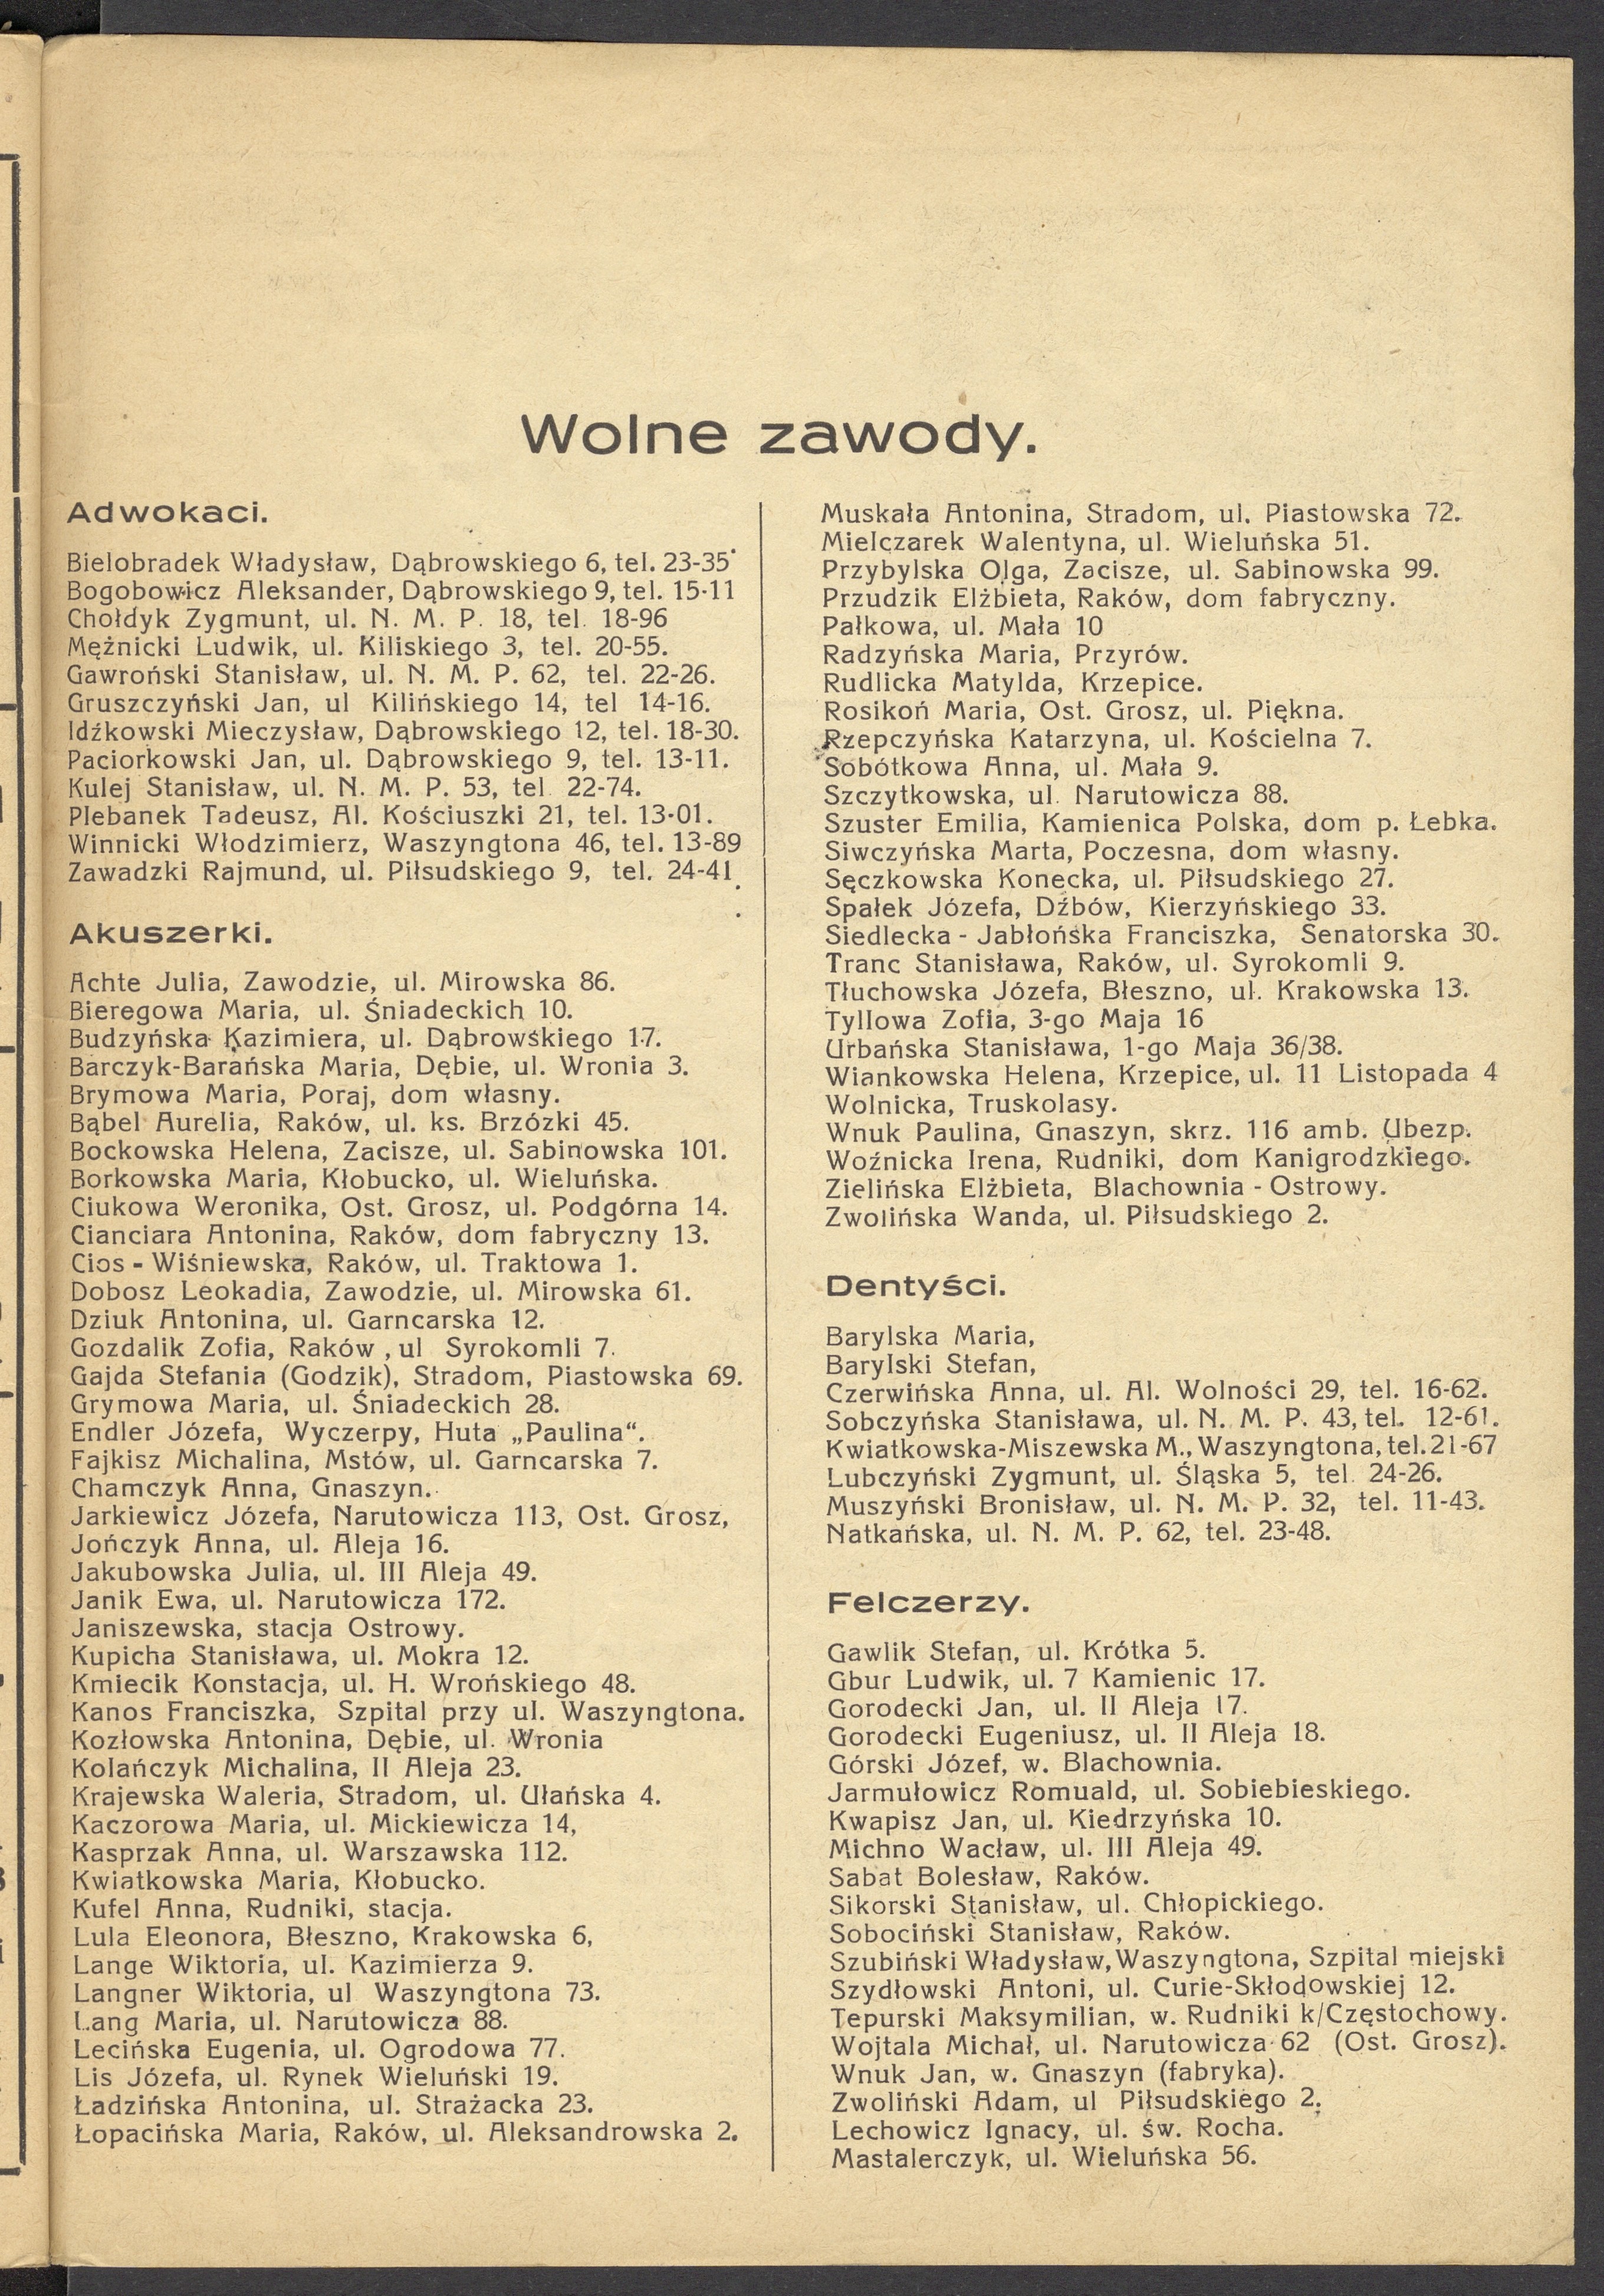 Wolne zawody.
Adwokaci.
Bielobradek Władysław, Dąbrowskiego 6, tel. 23-35
Bogobowicz Aleksander, Dąbrowskiego 9, tel. 15-11
Chołdyk Zygmunt, ul. N. M. P. 18, tel. 18-96
Mężnicki Ludwik, ul. Kiliskiego 3, tel. 20-55.
Gawroński Stanisław, ul. N. M. P. 62, tel. 22-26.
Gruszczyński Jan, ul Kilińskiego 14, tel 14-16.
Idźkowski Mieczysław, Dąbrowskiego 12, tel. 18-30.
Paciorkowski Jan, ul. Dąbrowskiego 9, tel. 13-11.
Kulej Stanisław, ul. N. M. P. 53, tel. 22-74.
Plebanek Tadeusz, Al. Kościuszki 21, tel. 13-01.
Winnicki Włodzimierz, Waszyngtona 46, tel. 13-89
Zawadzki Rajmund, ul. Piłsudskiego 9, tel. 24-41.
Akuszerki.
Achte Julia, Zawodzie, ul. Mirowska 86.
Bieregowa Maria, ul. Śniadeckich 10.
Budzyńska Kazimiera, ul. Dąbrowskiego 17.
Barczyk-Barańska Maria, Dębie, ul. Wronia 3.
Brymowa Maria, Poraj, dom własny.
Bąbel Aurelia, Raków, ul. ks. Brzózki 45.
Bockowska Helena, Zacisze, ul. Sabinowska 101.
Borkowska Maria, Kłobucko, ul. Wieluńska.
Ciukowa Weronika, Ost. Grosz, ul. Podgórna 14.
Cianciara Antonina, Raków, dom fabryczny 13.
Cios - Wiśniewska, Raków, ul. Traktowa 1.
Dobosz Leokadia, Zawodzie, ul. Mirowska 61.
Dziuk Antonina, ul. Garncarska 12.
Gozdalik Zofia, Raków , ul Syrokomli 7.
Gajda Stefania (Godzik), Stradom, Piastowska 69.
Grymowa Maria, ul. Śniadeckich 28.
Endler Józefa, Wyczerpy, Huta „Paulina“.
Fajkisz Michalina, Mstów, ul. Garncarska 7.
Chamczyk Anna, Gnaszyn.
Jarkiewicz Józefa, Narutowicza 113, Ost. Grosz,
Jończyk Anna, ul. Aleja 16.
Jakubowska Julia, ul. III Aleja 49.
Janik Ewa, ul. Narutowicza 172.
Janiszewska, stacja Ostrowy.
Kupicha Stanisława, ul. Mokra 12.
Kmiecik Konstacja, ul. H. Wrońskiego 48.
Kanos Franciszka, Szpital przy ul. Waszyngtona.
Kozłowska Antonina, Dębie, ul. Wronia
Kolańczyk Michalina, II Aleja 23.
Krajewska Waleria, Stradom, ul. Ułańska 4.
Kaczorowa Maria, ul. Mickiewicza 14,
Kasprzak Anna, ul. Warszawska 112.
Kwiatkowska Maria, Kłobucko.
Kufel Anna, Rudniki, stacja.
Lula Eleonora, Błeszno, Krakowska 6,
Lange Wiktoria, ul. Kazimierza 9.
Langner Wiktoria, ul Waszyngtona 73.
Lang Maria, ul. Narutowicza 88.
Lecińska Eugenia, ul. Ogrodowa 77.
Lis Józefa, ul. Rynek Wieluński 19.
Ładzińska Antonina, ul. Strażacka 23.
Łopacińska Maria, Raków, ul. Aleksandrowska 2.
Muskała Antonina, Stradom, ul. Piastowska 72.
Mielczarek Walentyna, ul. Wieluńska 51.
Przybylska Olga, Zacisze, ul. Sabinowska 99.
Przudzik Elżbieta, Raków, dom fabryczny.
Pałkowa, ul. Mała 10
Radzyńska Maria, Przyrów.
Rudlicka Matylda, Krzepice.
Rosikoń Maria, Ost. Grosz, ul. Piękna.
Rzepczyńska Katarzyna, ul. Kościelna 7.
Sobótkowa Anna, ul. Mała 9.
Szczytkowska, ul. Narutowicza 88.
Szuster Emilia, Kamienica Polska, dom p. Łebka.
Siwczyńska Marta, Poczesna, dom własny.
Sęczkowska Konecka, ul. Piłsudskiego 27.
Spałek Józefa, Dźbów, Kierzyńskiego 33.
Siedlecka - Jabłońska Franciszka, Senatorska 30.
Tranc Stanisława, Raków, ul. Syrokomli 9.
Tłuchowska Józefa, Błeszno, ul. Krakowska 13.
Tyllowa Zofia, 3-go Maja 16
Urbańska Stanisława, 1-go Maja 36/38.
Wiankowska Helena, Krzepice, ul. 11 Listopada 4
Wolnicka, Truskolasy.
Wnuk Paulina, Gnaszyn, skrz. 116 amb. Ubezp.
Woźnicka Irena, Rudniki, dom Kanigrodzkiego.
Zielińska Elżbieta, Blachownia - Ostrowy.
Zwolińska Wanda, ul. Piłsudskiego 2.
Dentyści.
Barylska Maria,
Barylski Stefan,
Czerwińska Anna, ul. Al. Wolności 29, tel. 16-62.
Sobczyńska Stanisława, ul. N. M. P. 43, tel. 12-61.
Kwiatkowska-Miszewska M., Waszyngtona, tel. 21-67
Lubczyński Zygmunt, ul. Śląska 5, tel. 24-26.
Muszyński Bronisław, ul. N. M. P. 32, tel. 11-43.
Natkańska, ul. N. M. P. 62, tel. 23-48.
Felczerzy.
Gawlik Stefan, ul. Krótka 5.
Gbur Ludwik, ul. 7 Kamienic 17.
Gorodecki Jan, ul. II Aleja 17.
Gorodecki Eugeniusz, ul. II Aleja 18.
Górski Józef, w. Blachownia.
Jarmułowicz Romuald, ul. Sobiebieskiego.
Kwapisz Jan, ul. Kiedrzyńska 10.
Michno Wacław, ul. III Aleja 49.
Sabat Bolesław, Raków.
Sikorski Stanisław, ul. Chłopickiego.
Sobociński Stanisław, Raków.
Szubiński Władysław, Waszyngtona, Szpital miejski
Szydłowski Antoni, ul. Curie-Skłodowskiej 12.
Tepurski Maksymilian, w. Rudniki k/Częstochowy.
Wojtala Michał, ul. Narutowicza 62 (Ost. Grosz).
Wnuk Jan, w. Gnaszyn (fabryka).
Zwoliński Adam, ul Piłsudskiego 2.
Lechowicz Ignacy, ul. św. Rocha.
Mastalerczyk, ul. Wieluńska 56.